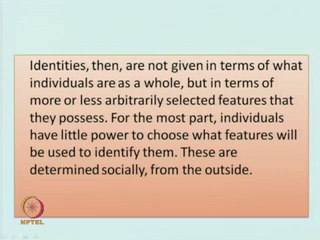 Identities, then, are not given in terms of what
individuals are as a whole, but in terms of
more or less arbitrarily selected features that
they possess. For the most part, individuals
have little power to choose what features will
be used to identify them. These are
determined socially, from the outside.
NPTEL